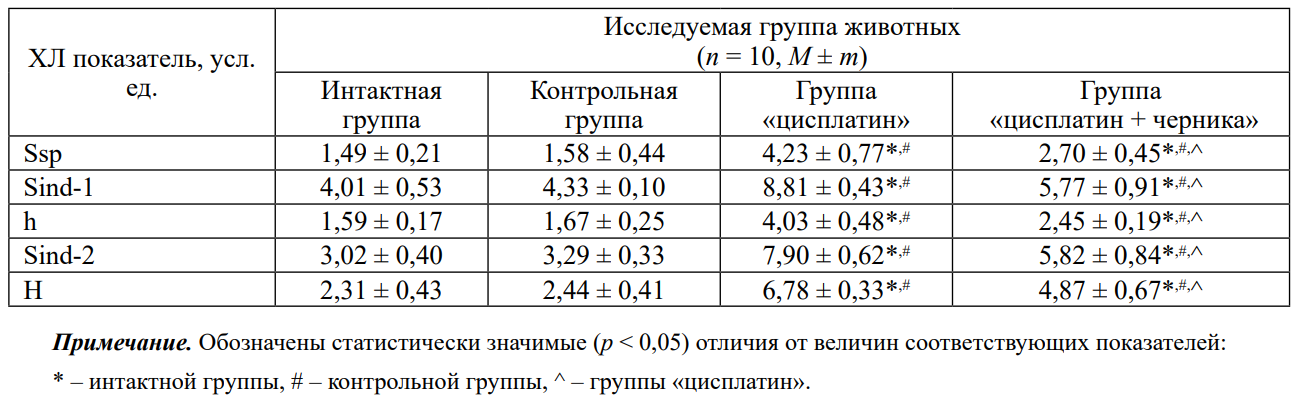 ХЛ показатель, усл. ед.
Исследуемая группа животных
(n = 10, M ± m)
Интактная группа
Контрольная группа
Группа «цисплатин»
Группа «цисплатин + черника»
Ssp 1,49 ± 0,21 1,58 ± 0,44 4,23 ± 0,77*,# 2,70 ± 0,45*,#,^
Sind-1 4,01 ± 0,53 4,33 ± 0,10 8,81 ± 0,43*,# 5,77 ± 0,91*,#,^
h 1,59 ± 0,17 1,67 ± 0,25 4,03 ± 0,48*,# 2,45 ± 0,19*,#,^
Sind-2 3,02 ± 0,40 3,29 ± 0,33 7,90 ± 0,62*,# 5,82 ± 0,84*,#,^
H 2,31 ± 0,43 2,44 ± 0,41 6,78 ± 0,33*,# 4,87 ± 0,67*,#,^
Примечание. Обозначены статистически значимые (p < 0,05) отличия от величин соответствующих показателей:
* – интактной группы, # – контрольной группы, ^ – группы «цисплатин».